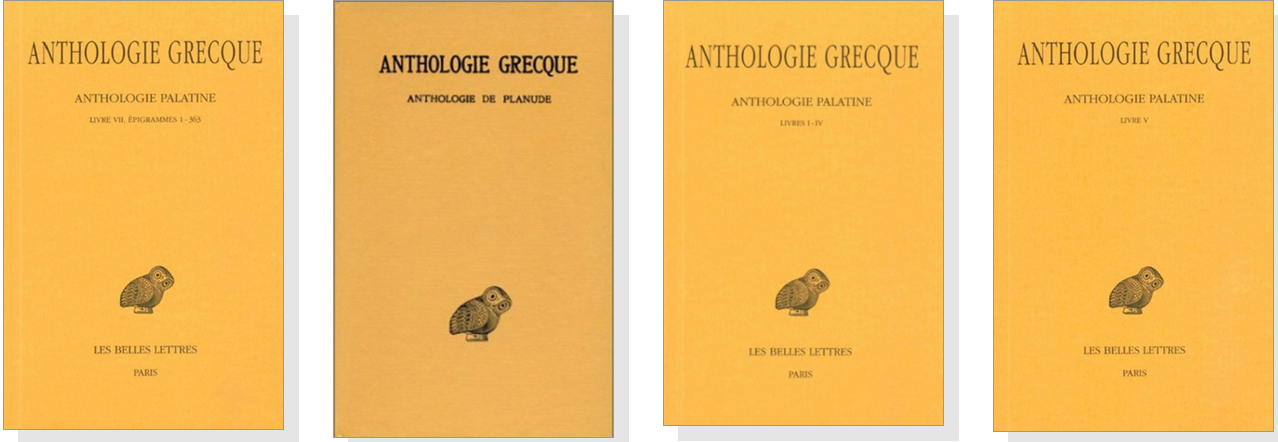 ANTHOLOGIE GRECQUE
ANTHOLOGIE PALATINE
LIVRE VII, ÉPIGRAMMES 1 - 363
LES BELLES LETTRES
PARIS
ANTHOLOGIE GRECQUE
ANTHOLOGIE DE PLANUDE
ANTHOLOGIE GRECQUE
ANTHOLOGIE PALATINE
LIVRES I - IV
LES BELLES LETTRES
PARIS
ANTHOLOGIE GRECQUE
ANTHOLOGIE PALATINE
LIVRE V
LES BELLES LETTRES
PARIS